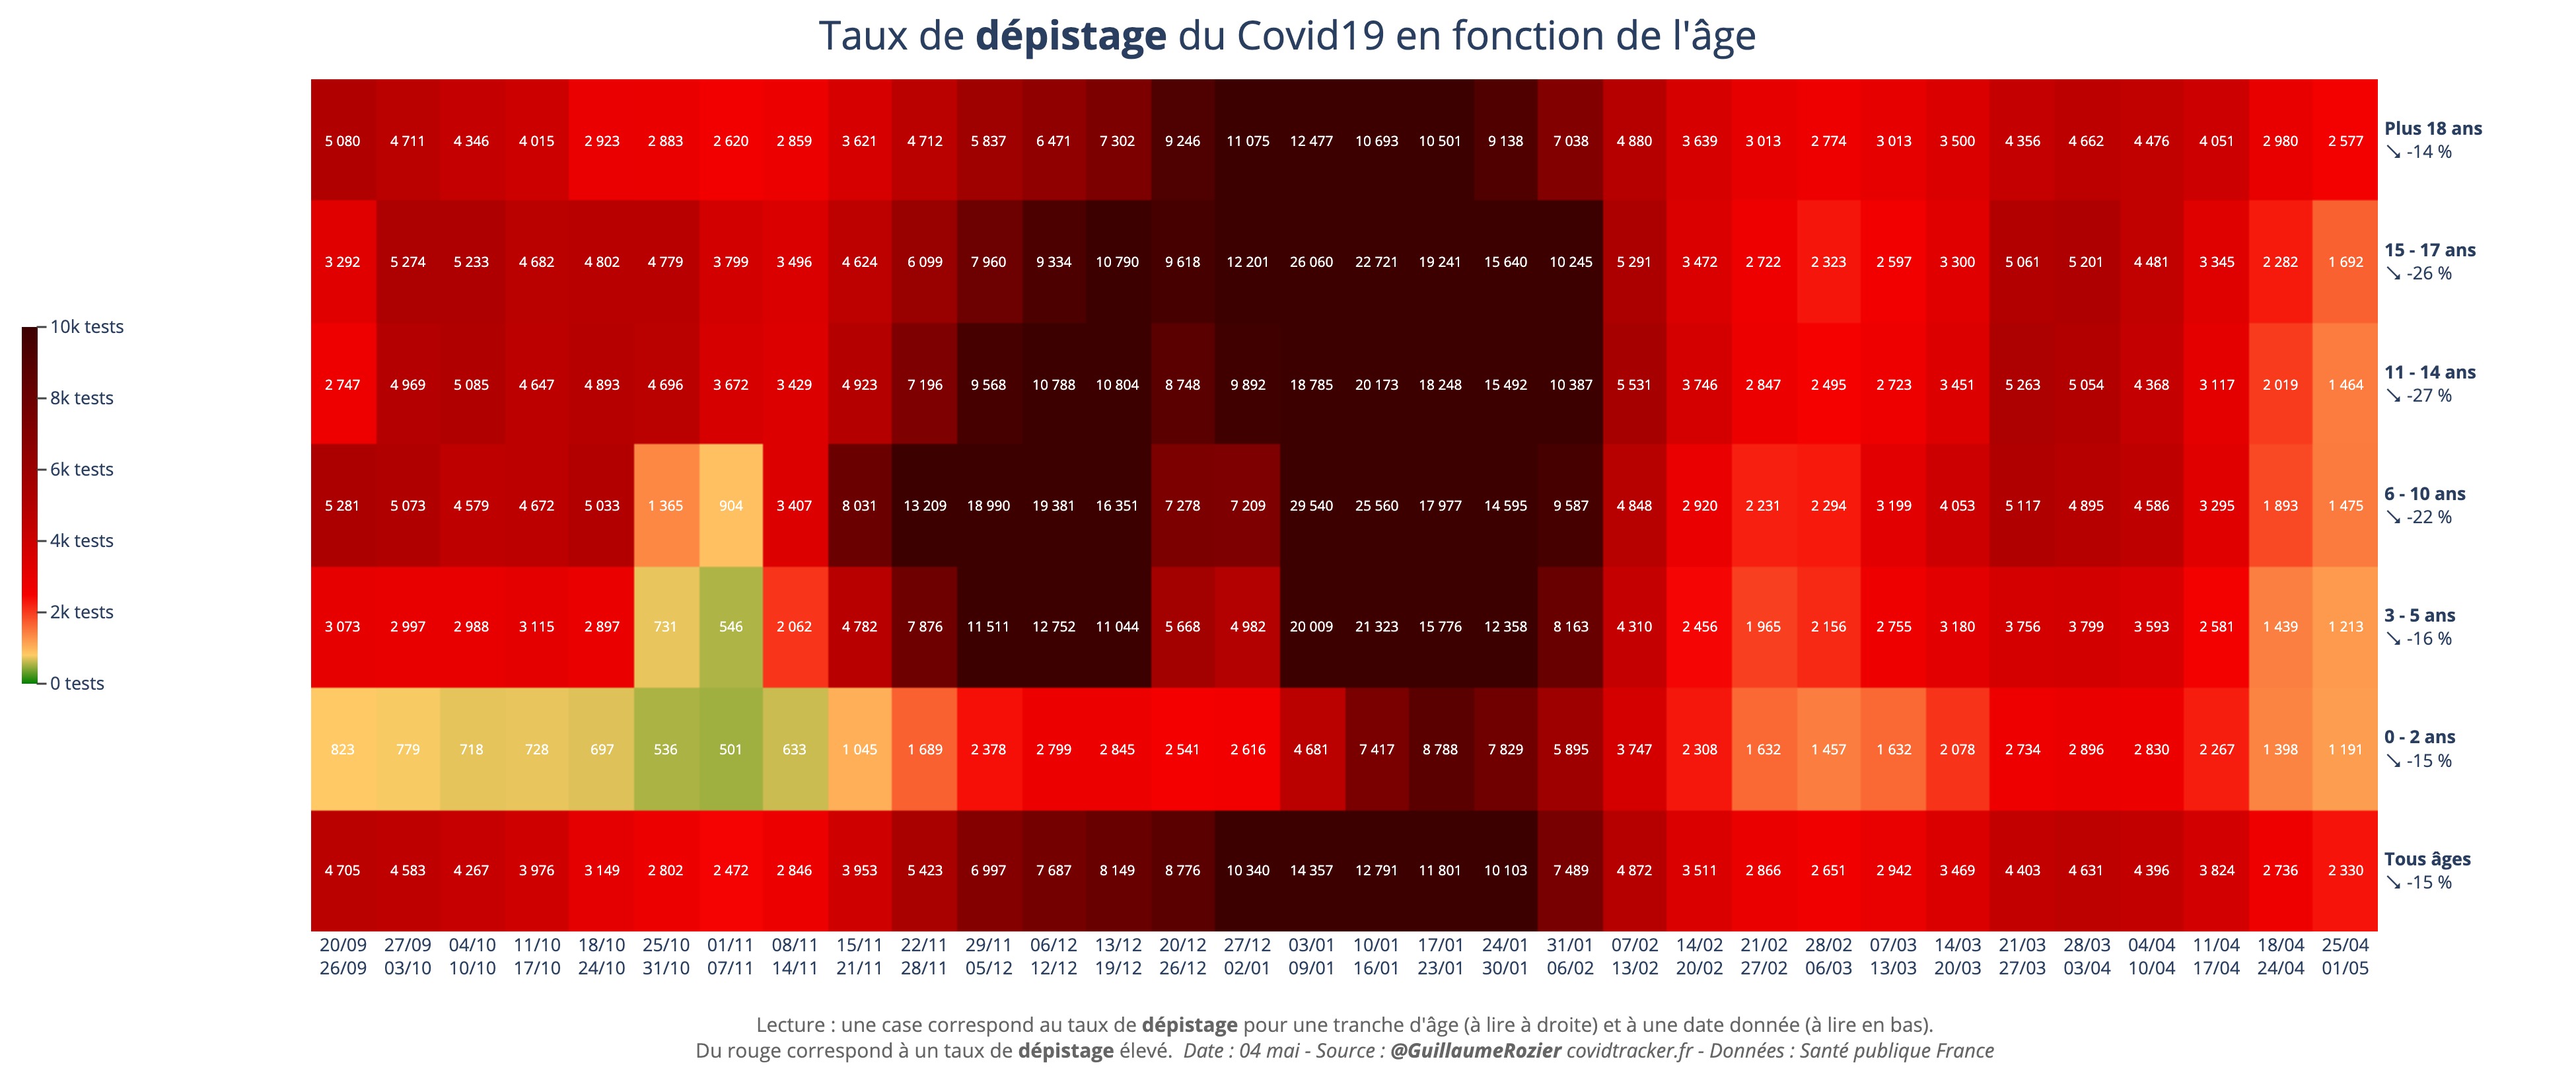 Taux de dépistage du Covid19 en fonction de l'âge
5 080 4 711 4 346 4 015 2 923 2 883 2 620 2 859 3 621 4 712 5 837 6 471 7 302 9 246 11 075 12 477 10 693 10 501 9 138 7 038 4 880 3 639 3 013 2 774 3 013 3 500 4 356 4 662 4 476 4 051 2 980 2 577
Plus 18 ans
↘ -14 %
3 292 5 274 5 233 4 682 4 802 4 779 3 799 3 496 4 624 6 099 7 960 9 334 10 790 9 618 12 201 26 060 22 721 19 241 15 640 10 245 5 291 3 472 2 722 2 323 2 597 3 300 5 061 5 201 4 481 3 345 2 282 1 692
15 - 17 ans
↘ -26 %
10k tests
8k tests
6k tests
4k tests
2k tests
0 tests
2 747 4 969 5 085 4 647 4 893 4 696 3 672 3 429 4 923 7 196 9 568 10 788 10 804 8 748 9 892 18 785 20 173 18 248 15 492 10 387 5 531 3 746 2 847 2 495 2 723 3 451 5 263 5 054 4 368 3 117 2 019 1 464
11 - 14 ans
↘ -27 %
5 281 5 073 4 579 4 672 5 033 1 365 904 3 407 8 031 13 209 18 990 19 381 16 351 7 278 7 209 29 540 25 560 17 977 14 595 9 587 4 848 2 920 2 231 2 294 3 199 4 053 5 117 4 895 4 586 3 295 1 893 1 475
6 - 10 ans
↘ -22 %
3 073 2 997 2 988 3 115 2 897 731 546 2 062 4 782 7 876 11 511 12 752 11 044 5 668 4 982 20 009 21 323 15 776 12 358 8 163 4 310 2 456 1 965 2 156 2 755 3 180 3 756 3 799 3 593 2 581 1 439 1 213
3 - 5 ans
↘ -16 %
823 779 718 728 697 536 501 633 1 045 1 689 2 378 2 799 2 845 2 541 2 616 4 681 7 417 8 788 7 829 5 895 3 747 2 308 1 632 1 457 1 632 2 078 2 734 2 896 2 830 2 267 1 398 1 191
0 - 2 ans
↘ -15 %
4 705 4 583 4 267 3 976 3 149 2 802 2 472 2 846 3 953 5 423 6 997 7 687 8 149 8 776 10 340 14 357 12 791 11 801 10 103 7 489 4 872 3 511 2 866 2 651 2 942 3 469 4 403 4 631 4 396 3 824 2 736 2 330
Tous âges
↘ -15 %
20/09 27/09 04/10 11/10 18/10 25/10 01/11 08/11 15/11 22/11 29/11 06/12 13/12 20/12 27/12 03/01 10/01 17/01 24/01 31/01 07/02 14/02 21/02 28/02 07/03 14/03 21/03 28/03 04/04 11/04 18/04 25/04
26/09 03/10 10/10 17/10 24/10 31/10 07/11 14/11 21/11 28/11 05/12 12/12 19/12 26/12 02/01 09/01 16/01 23/01 30/01 06/02 13/02 20/02 27/02 06/03 13/03 20/03 27/03 03/04 10/04 17/04 24/04 01/05
Lecture : une case correspond au taux de dépistage pour une tranche d'âge (à lire à droite) et à une date donnée (à lire en bas).
Du rouge correspond à un taux de dépistage élevé. Date : 04 mai - Source : @GuillaumeRozier covidtracker.fr - Données : Santé publique France